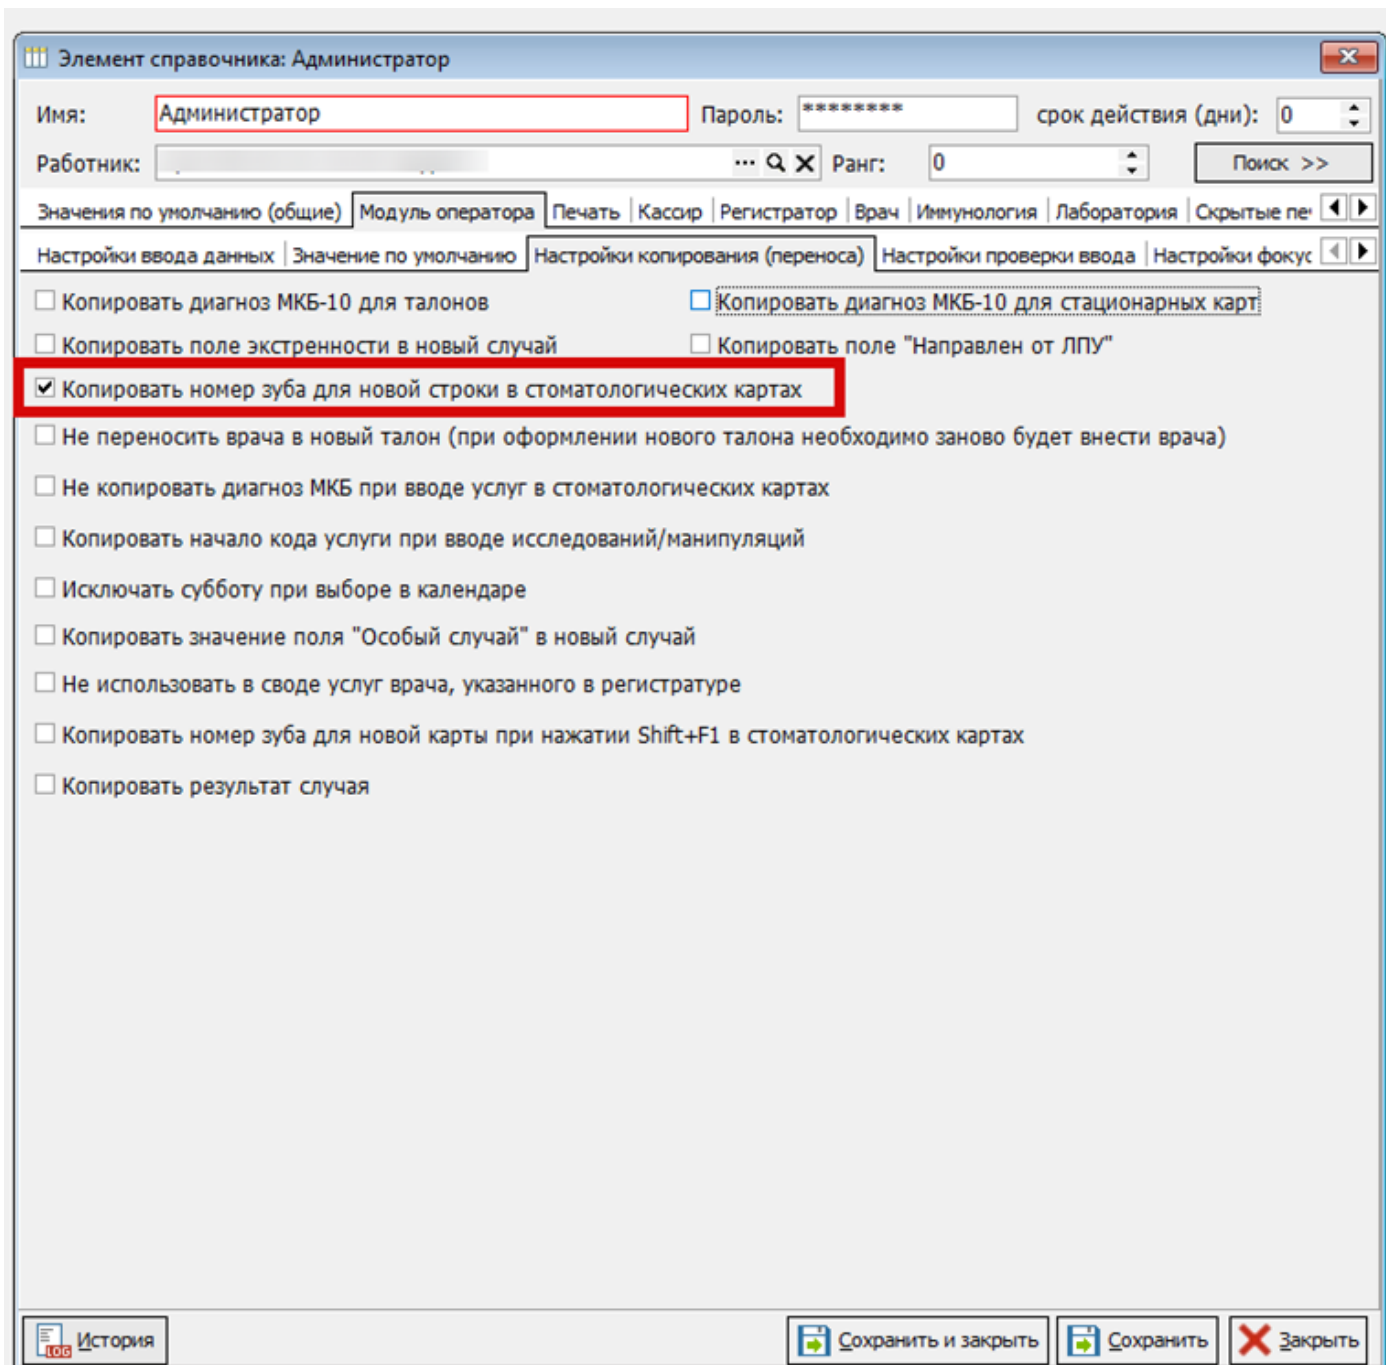 Элемент справочника: Администратор
Имя: Администратор Пароль: ******** срок действия (дни): 0
Работник: ... Ранг: 0 Поиск >>
Значения по умолчанию (общие) Модуль оператора Печать Кассир Регистратор Врач Иммунология Лаборатория Скрытые пе
Настройки ввода данных Значение по умолчанию Настройки копирования (переноса) Настройки проверки ввода Настройки фокус
Копировать диагноз МКБ-10 для талонов Копировать диагноз МКБ-10 для стационарных карт
Копировать поле экстренности в новый случай Копировать поле "Направлен от ЛПУ"
Копировать номер зуба для новой строки в стоматологических картах
Не переносить врача в новый талон (при оформлении нового талона необходимо заново будет внести врача)
Не копировать диагноз МКБ при вводе услуг в стоматологических картах
Копировать начало кода услуги при вводе исследований/манипуляций
Исключать субботу при выборе в календаре
Копировать значение поля "Особый случай" в новый случай
Не использовать в своде услуг врача, указанного в регистратуре
Копировать номер зуба для новой карты при нажатии Shift+F1 в стоматологических картах
Копировать результат случая
LOG История Сохранить и закрыть Сохранить Закрыть